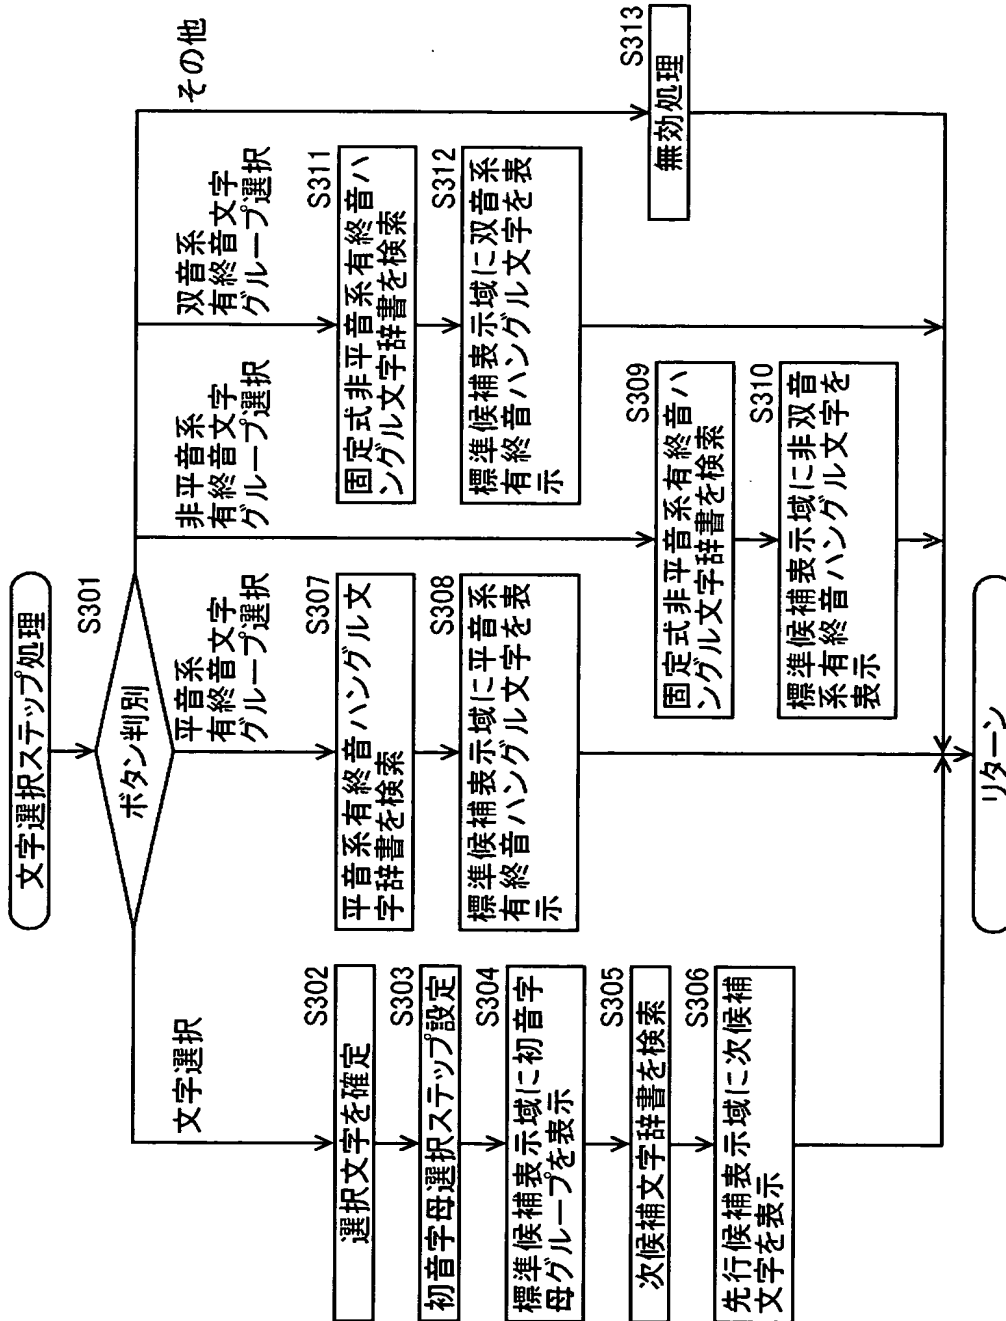 文字選択ステップ処理
S301
ボタン判別
文字選択
S302
選択文字を確定
S303
初音字母選択ステップ設定
S304
標準候補表示域に初音字
母グループを表示
S305
次候補文字辞書を検索
S306
先行候補表示域に次候補
文字を表示
平音系
有終音文字
グループ選択
S307
平音系有終音ハングル文
字辞書を検索
S308
標準候補表示域に平音系
有終音ハングル文字を表
示
非平音系
有終音文字
グループ選択
S309
固定式非平音系有終音ハ
ングル文字辞書を検索
S310
標準候補表示域に非双音
系有終音ハングル文字を
表示
双音系
有終音文字
グループ選択
S311
固定式非平音系有終音ハ
ングル文字辞書を検索
S312
標準候補表示域に双音系
有終音ハングル文字を表
示
その他
S313
無効処理
リターン